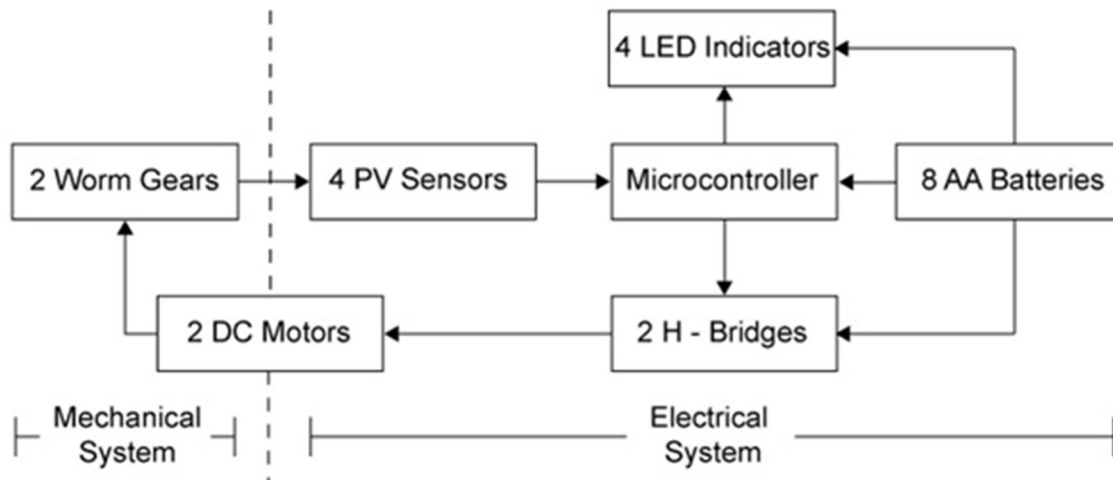 4 LED Indicators
2 Worm Gears
4 PV Sensors
Microcontroller
8 AA Batteries
2 DC Motors
2 H - Bridges
Mechanical
System
Electrical
System